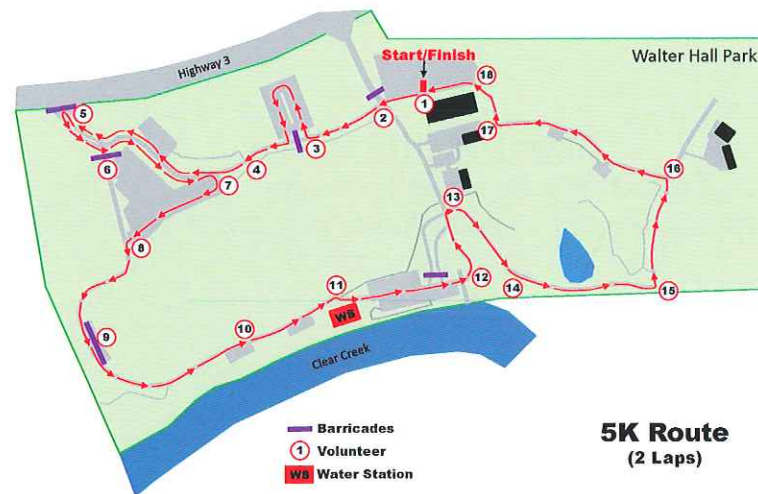 Highway 3
Start/Finish
Walter Hall Park
18
1
2
5
17
3
4
6
16
7
13
8
11
12
14
15
9
10
WS
Clear Creek
Barricades
1 Volunteer
WS Water Station
5K Route
(2 Laps)